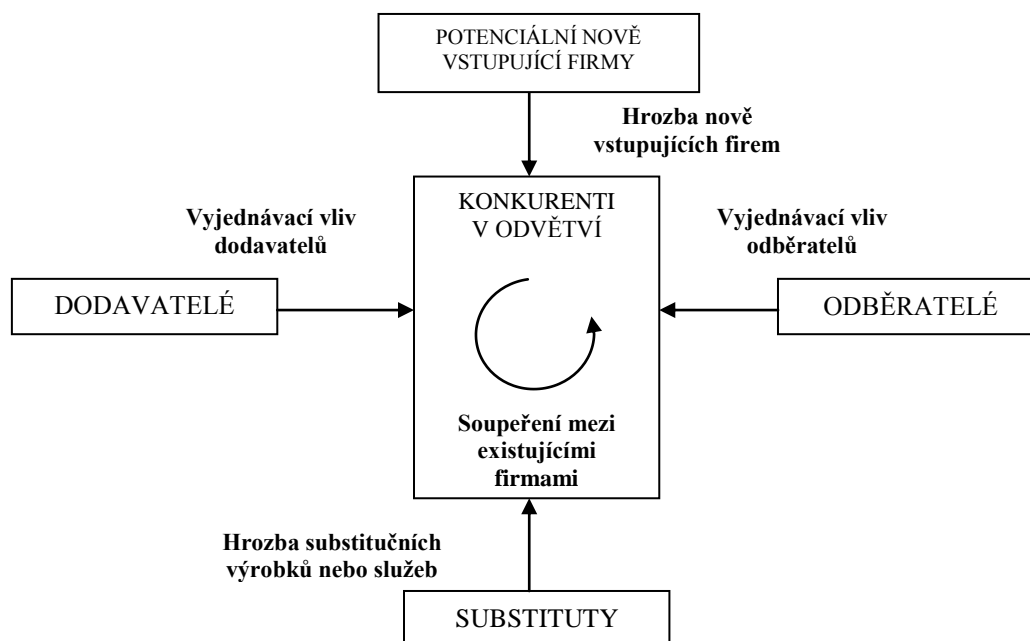 POTENCIÁLNÍ NOVĚ
VSTUPUJÍCÍ FIRMY
Hrozba nově
vstupujících firem
KONKURENTI
V ODVĚTVÍ
Vyjednávací vliv
dodavatelů
Vyjednávací vliv
odběratelů
DODAVATELÉ
ODBĚRATELÉ
Soupeření mezi
existujícími
firmami
Hrozba substitučních
výrobků nebo služeb
SUBSTITUTY